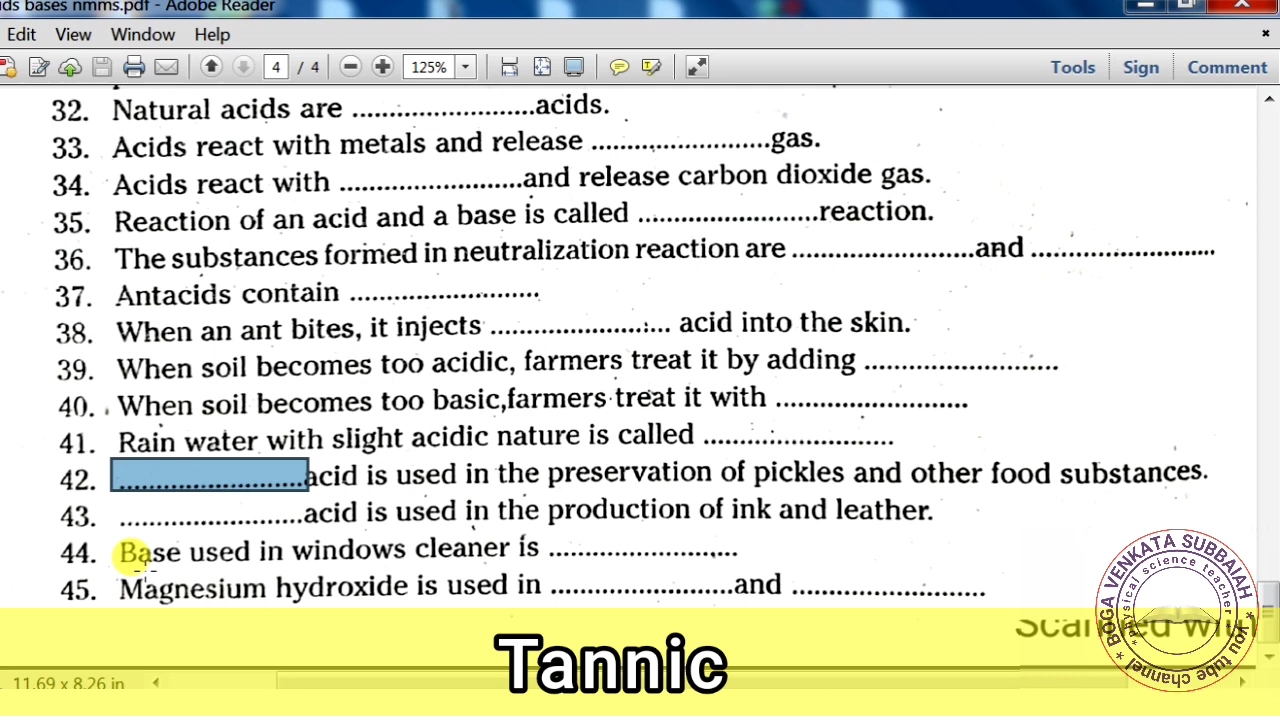 ids bases nmms.pdf - Adobe Reader
Edit View Window Help
4 / 4 125% Tools Sign Comment
32. Natural acids are ..........................acids.
33. Acids react with metals and release .........................gas.
34. Acids react with ..........................and release carbon dioxide gas.
35. Reaction of an acid and a base is called .........................reaction.
36. The substances formed in neutralization reaction are ..........................and ..........................
37. Antacids contain ..........................
38. When an ant bites, it injects .......................... acid into the skin.
39. When soil becomes too acidic, farmers treat it by adding ...........................
40. When soil becomes too basic,farmers treat it with ...........................
41. Rain water with slight acidic nature is called ..........................
42. ..........................acid is used in the preservation of pickles and other food substances.
43. ..........................acid is used in the production of ink and leather.
44. Base used in windows cleaner is ..........................
45. Magnesium hydroxide is used in ..........................and ...........................
Scanned with
Tannic
11.69 x 8.26 in
* BOGA VENKATA SUBBAIAH *
Physical science teacher
you tube channel